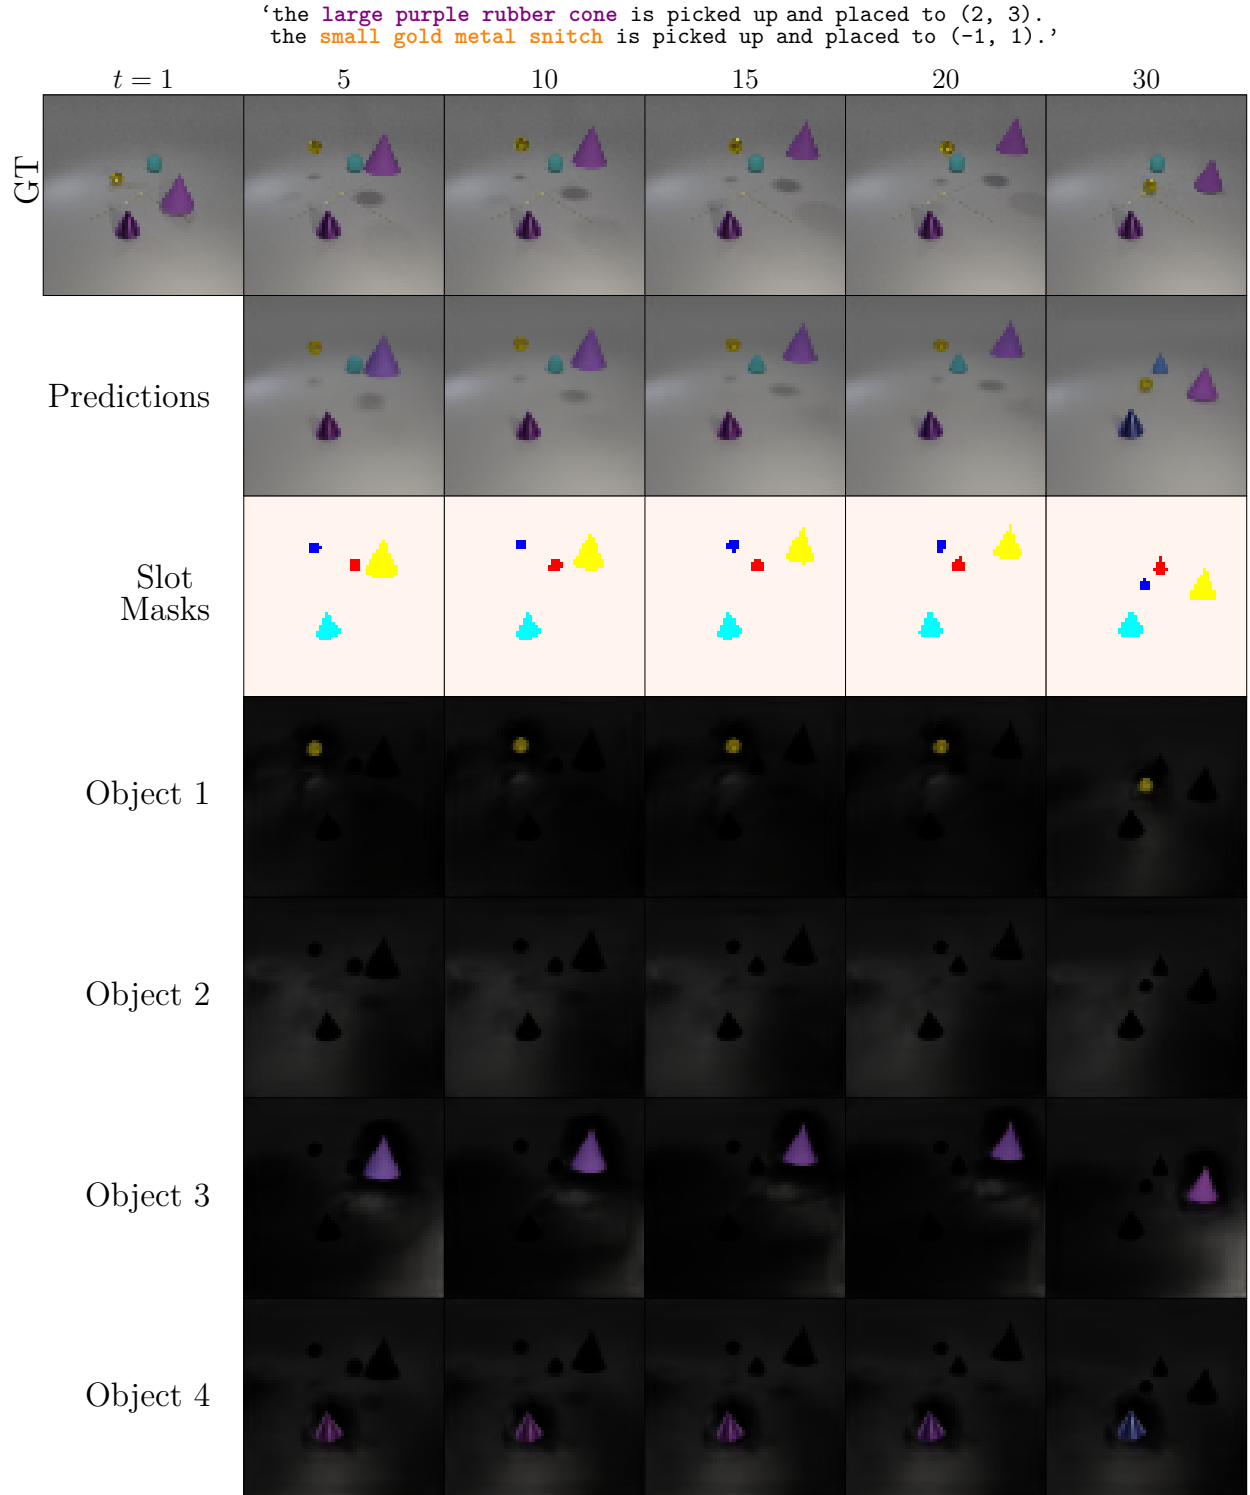 ‘the large purple rubber cone is picked up and placed to (2, 3).
the small gold metal snitch is picked up and placed to (-1, 1).’
t = 1 5 10 15 20 30
GT
Predictions
Slot
Masks
Object 1
Object 2
Object 3
Object 4